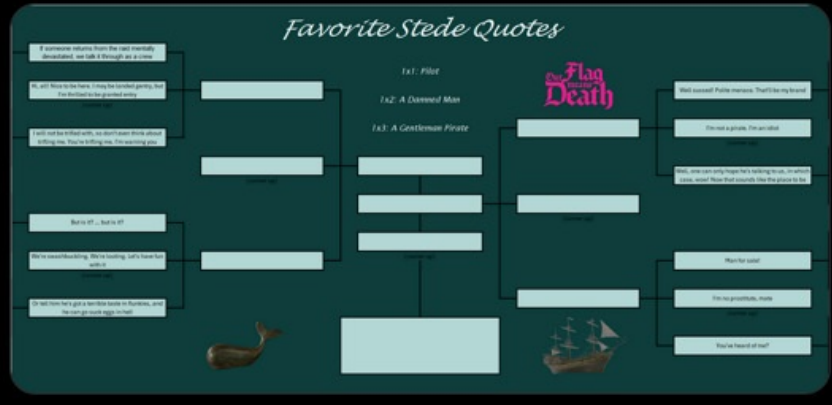 Favorite Stede Quotes
1x1: Pilot
1x2: A Damned Man
1x3: A Gentleman Pirate
Our Flag
means
Death
If someone returns from the raid mentally
devastated, we talk it through as a crew
Hi, all! Nice to be here. I may be landed gentry, but
I'm thrilled to be granted entry
I will not be trifled with, so don't even think about
trifling me. You're trifling me. I'm warning you
But is it? ... but is it?
We're swashbuckling. We're looting. Let's have fun
with it
Or tell him he's got a terrible taste in flunkies, and
he can go suck eggs in hell
Well sussed! Polite menace. That'll be my brand
I'm not a pirate. I'm an idiot
Well, one can only hope he's talking to us, in which
case, wow! Now that sounds like the place to be
Man for sale!
I'm no prostitute, mate
You've heard of me?